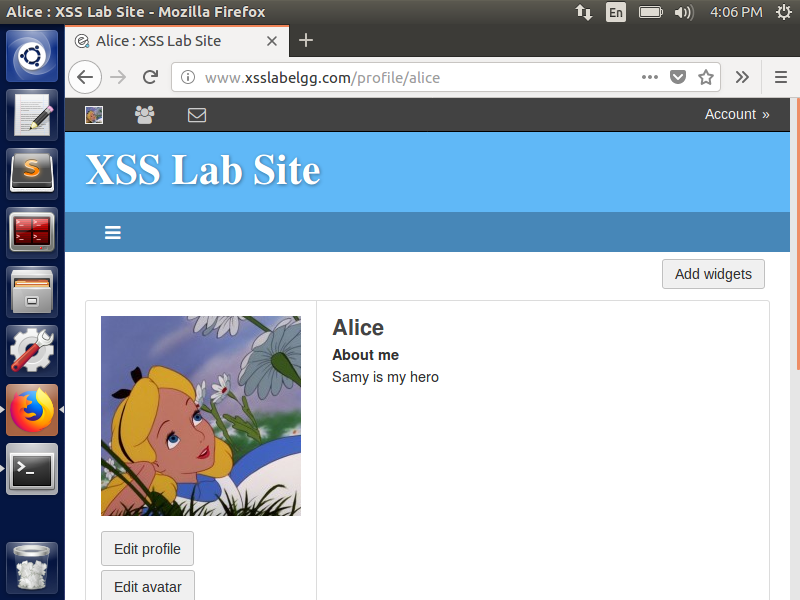 Alice : XSS Lab Site - Mozilla Firefox
En
4:06 PM
Alice : XSS Lab Site
www.xsslabelgg.com/profile/alice
Account »
XSS Lab Site
Add widgets
Alice
About me
Samy is my hero
Edit profile
Edit avatar